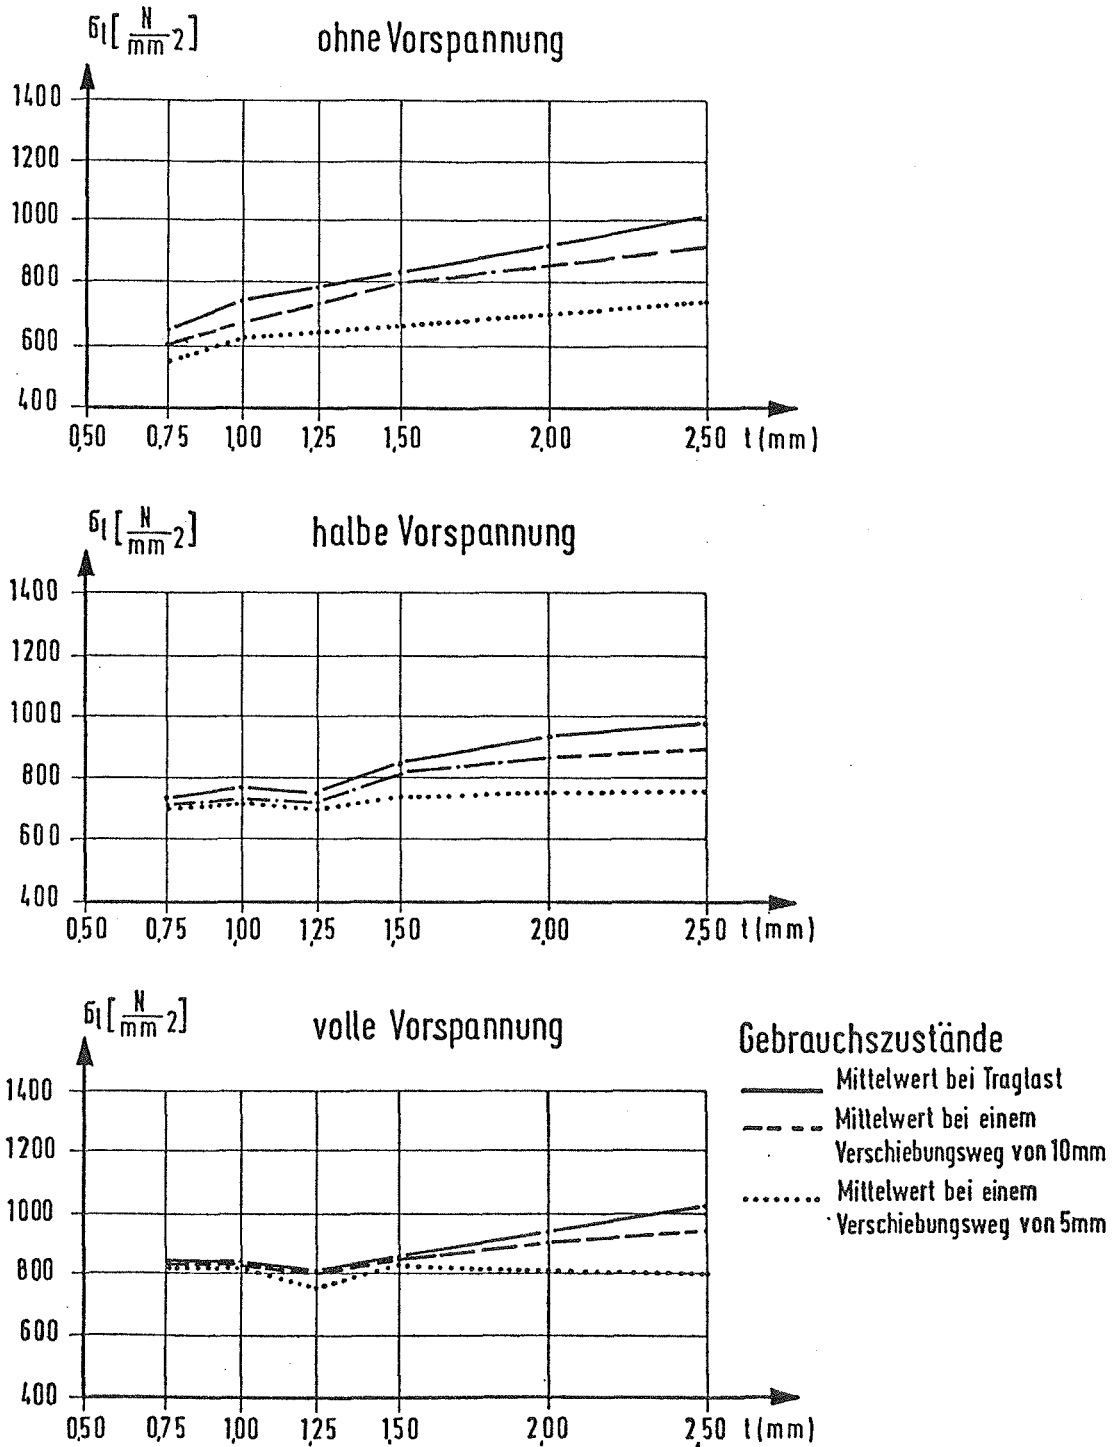 σl [N/mm2] ohne Vorspannung
1400
1200
1000
800
600
400
0,50 0,75 1,00 1,25 1,50 2,00 2,50 t(mm)
σl [N/mm2] halbe Vorspannung
1400
1200
1000
800
600
400
0,50 0,75 1,00 1,25 1,50 2,00 2,50 t(mm)
σl [N/mm2] volle Vorspannung
1400
1200
1000
800
600
400
0,50 0,75 1,00 1,25 1,50 2,00 2,50 t(mm)
Gebrauchszustände
Mittelwert bei Traglast
Mittelwert bei einem
Verschiebungsweg von 10mm
Mittelwert bei einem
Verschiebungsweg von 5mm